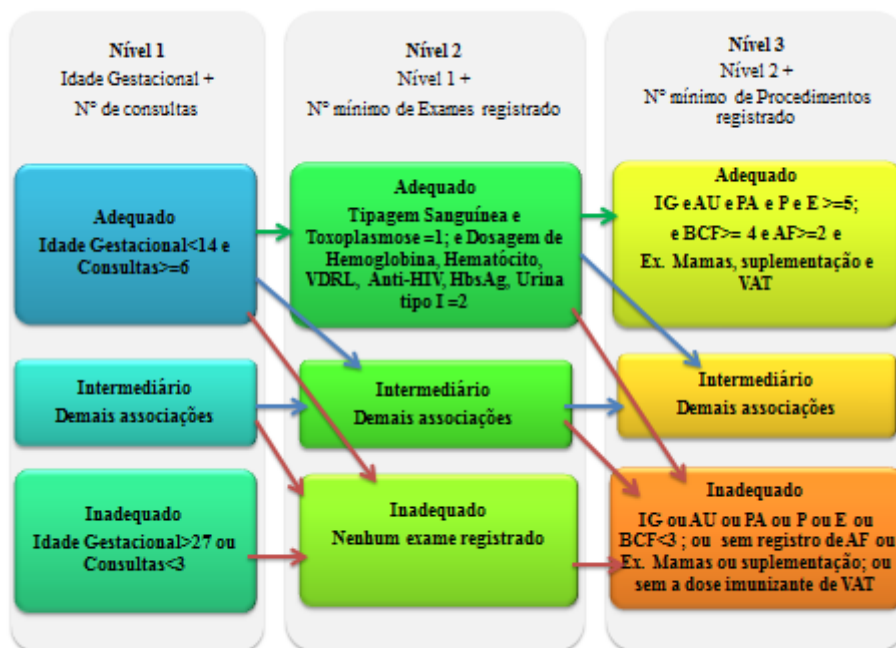 Nível 1
Idade Gestacional +
Nº de consultas
Adequado
Idade Gestacional<14 e
Consultas>=6
Intermediário
Demais associações
Inadequado
Idade Gestacional>27 ou
Consultas<3
Nível 2
Nível 1 +
Nº mínimo de Exames registrado
Adequado
Tipagem Sanguínea e
Toxoplasmose =1; e Dosagem de
Hemoglobina, Hematócito,
VDRL, Anti-HIV, HbsAg, Urina
tipo I =2
Intermediário
Demais associações
Inadequado
Nenhum exame registrado
Nível 3
Nível 2 +
Nº mínimo de Procedimentos
registrado
Adequado
IG e AU e PA e P e E >=5;
e BCF>= 4 e AF>=2 e
Ex. Mamas, suplementação e
VAT
Intermediário
Demais associações
Inadequado
IG ou AU ou PA ou P ou E ou
BCF<3 ; ou sem registro de AF ou
Ex. Mamas ou suplementação; ou
sem a dose imunizante de VAT